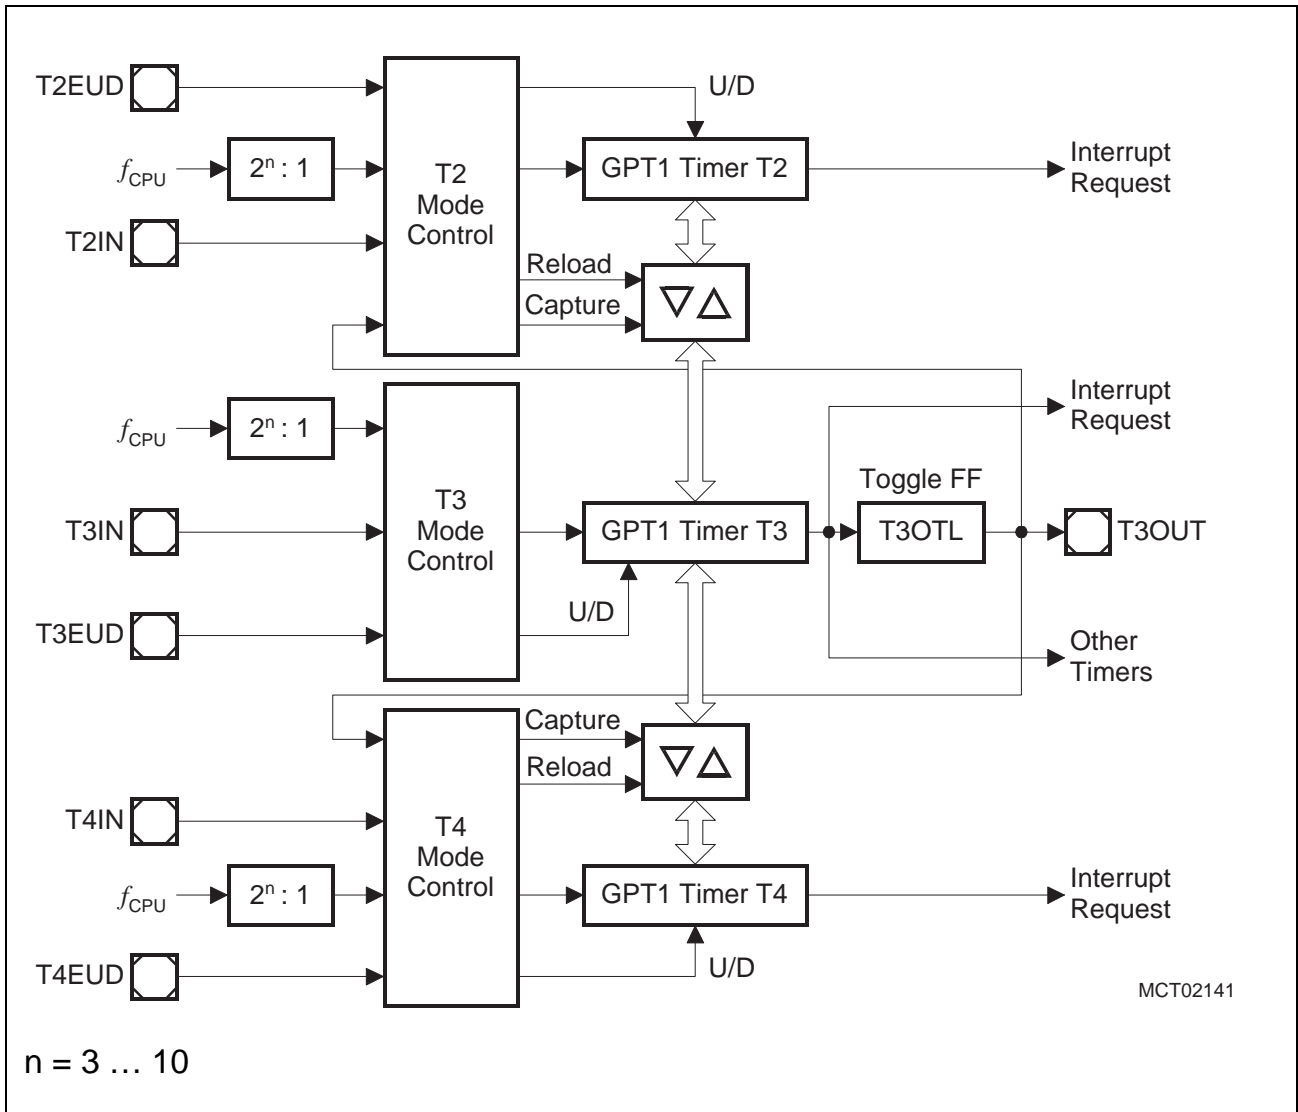 T2EUD
U/D
fCPU
2ⁿ : 1
T2
Mode
Control
GPT1 Timer T2
Interrupt
Request
T2IN
Reload
Capture
fCPU
2ⁿ : 1
Interrupt
Request
T3IN
T3
Mode
Control
GPT1 Timer T3
Toggle FF
T3OTL
T3OUT
T3EUD
U/D
Other
Timers
Capture
Reload
T4IN
T4
Mode
Control
fCPU
2ⁿ : 1
GPT1 Timer T4
Interrupt
Request
T4EUD
U/D
MCT02141
n = 3 … 10